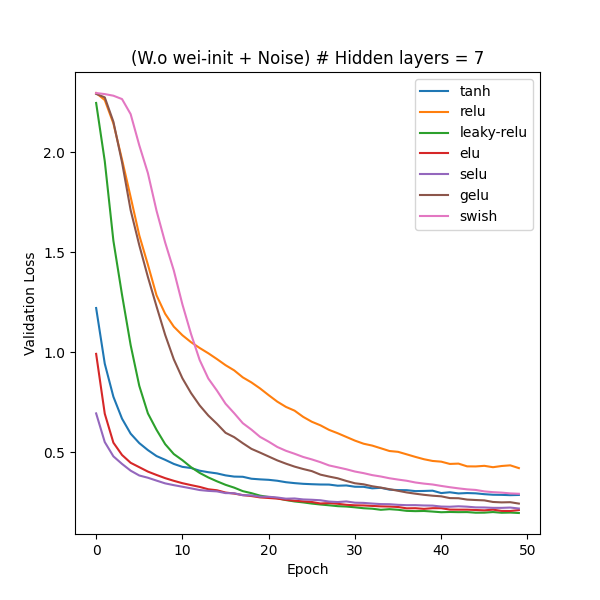 (W.o wei-init + Noise) # Hidden layers = 7
tanh
relu
leaky-relu
elu
selu
gelu
swish
Validation Loss
2.0
1.5
1.0
0.5
0
10
20
30
40
50
Epoch